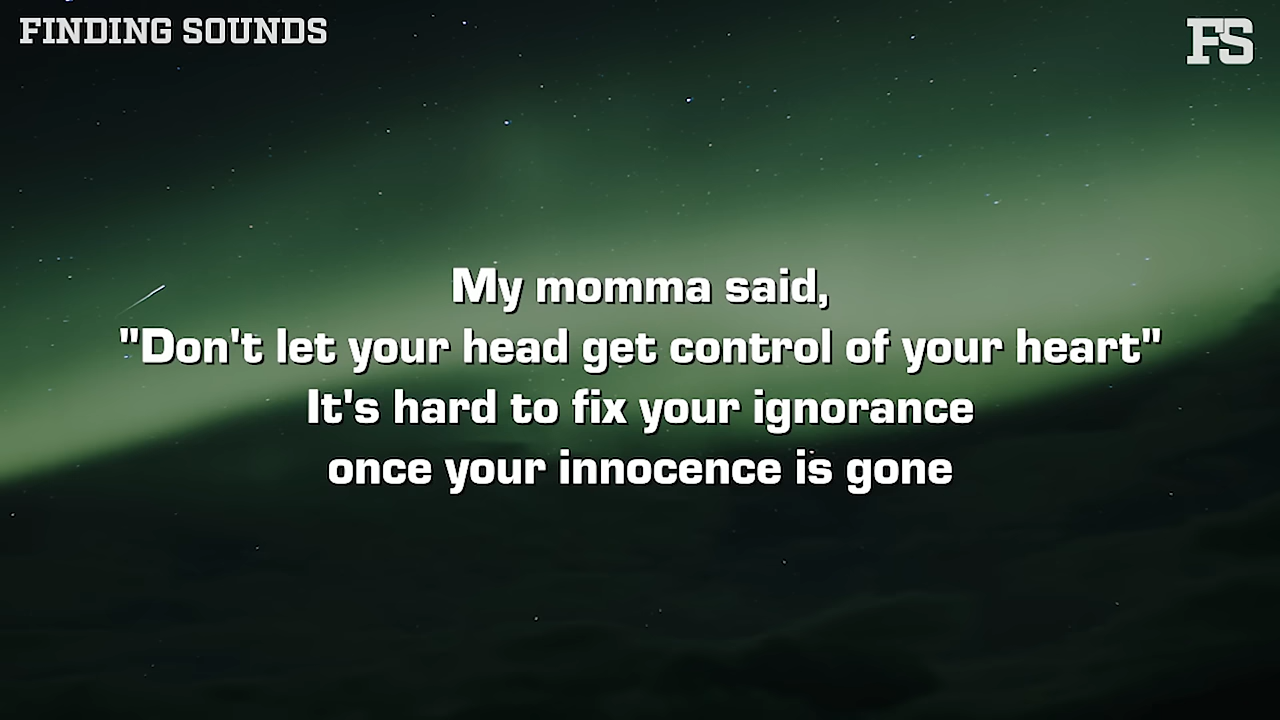 FINDING SOUNDS
FS
My momma said,
"Don't let your head get control of your heart"
It's hard to fix your ignorance
once your innocence is gone